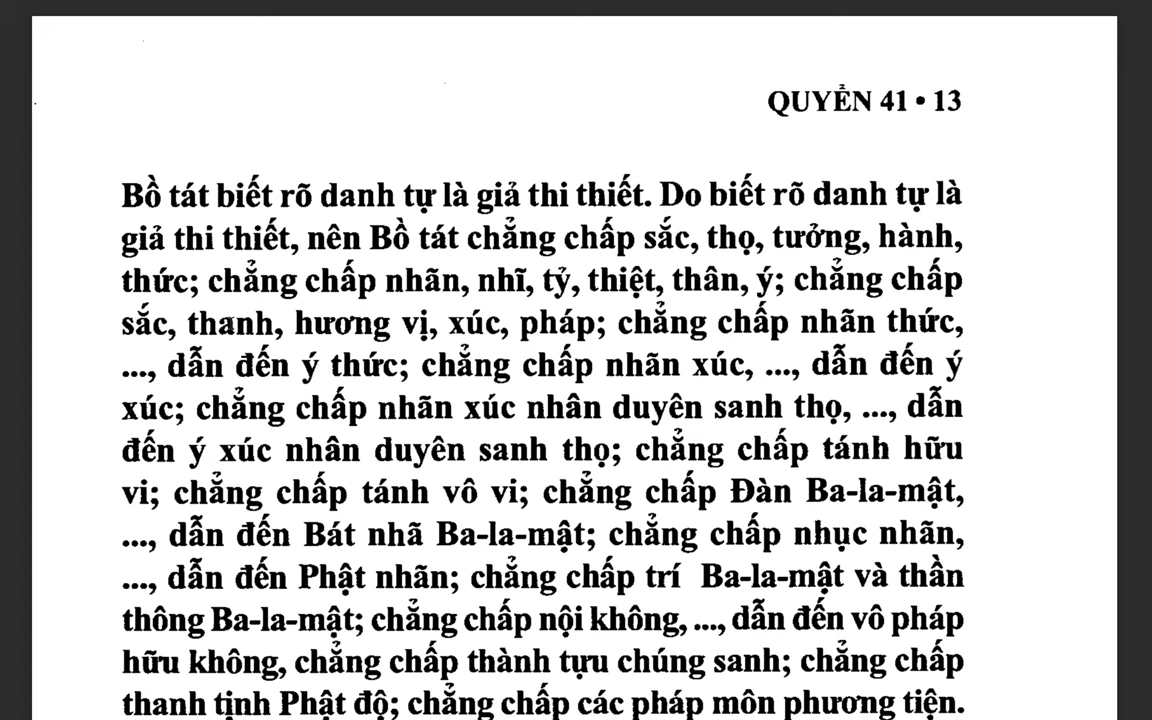 QUYỂN 41 • 13
Bồ tát biết rõ danh tự là giả thi thiết. Do biết rõ danh tự là
giả thi thiết, nên Bồ tát chẳng chấp sắc, thọ, tưởng, hành,
thức; chẳng chấp nhãn, nhĩ, tỷ, thiệt, thân, ý; chẳng chấp
sắc, thanh, hương vị, xúc, pháp; chẳng chấp nhãn thức,
..., dẫn đến ý thức; chẳng chấp nhãn xúc, ..., dẫn đến ý
xúc; chẳng chấp nhãn xúc nhân duyên sanh thọ, ..., dẫn
đến ý xúc nhân duyên sanh thọ; chẳng chấp tánh hữu
vi; chẳng chấp tánh vô vi; chẳng chấp Đàn Ba-la-mật,
..., dẫn đến Bát nhã Ba-la-mật; chẳng chấp nhục nhãn,
..., dẫn đến Phật nhãn; chẳng chấp trí Ba-la-mật và thần
thông Ba-la-mật; chẳng chấp nội không, ..., dẫn đến vô pháp
hữu không, chẳng chấp thành tựu chúng sanh; chẳng chấp
thanh tịnh Phật độ; chẳng chấp các pháp môn phương tiện.